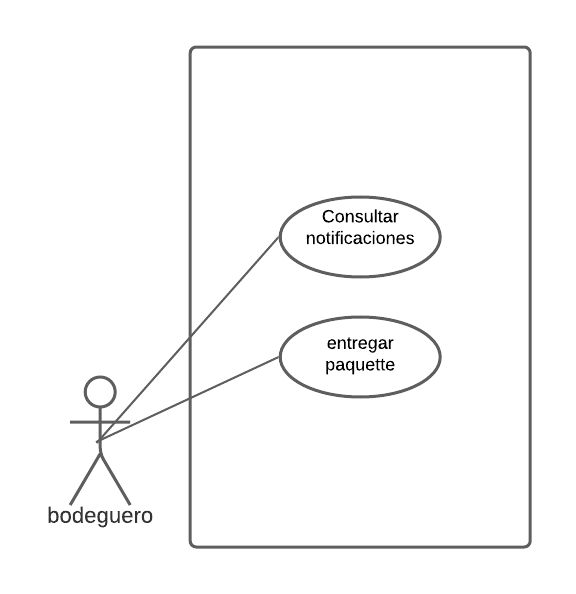 Consultar
notificaciones
entregar
paquette
bodeguero